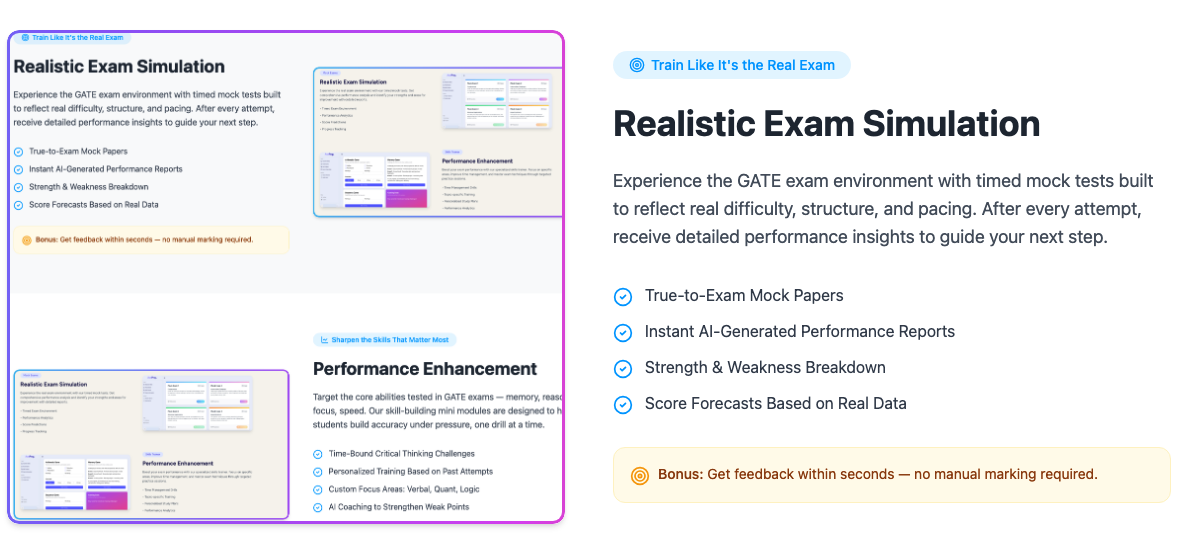 Train Like It's the Real Exam
Realistic Exam Simulation
Experience the GATE exam environment with timed mock tests built
to reflect real difficulty, structure, and pacing. After every attempt,
receive detailed performance insights to guide your next step.
True-to-Exam Mock Papers
Instant AI-Generated Performance Reports
Strength & Weakness Breakdown
Score Forecasts Based on Real Data
Bonus: Get feedback within seconds — no manual marking required.
Realistic Exam Simulation
Performance Enhancement
Sharpen the Skills That Matter Most
Performance Enhancement
Target the core abilities tested in GATE exams — memory, reaso
focus, speed. Our skill-building mini modules are designed to h
students build accuracy under pressure, one drill at a time.
Time-Bound Critical Thinking Challenges
Personalized Training Based on Past Attempts
Custom Focus Areas: Verbal, Quant, Logic
AI Coaching to Strengthen Weak Points
Realistic Exam Simulation
Performance Enhancement
Train Like It's the Real Exam
Realistic Exam Simulation
Experience the GATE exam environment with timed mock tests built
to reflect real difficulty, structure, and pacing. After every attempt,
receive detailed performance insights to guide your next step.
True-to-Exam Mock Papers
Instant AI-Generated Performance Reports
Strength & Weakness Breakdown
Score Forecasts Based on Real Data
Bonus: Get feedback within seconds — no manual marking required.